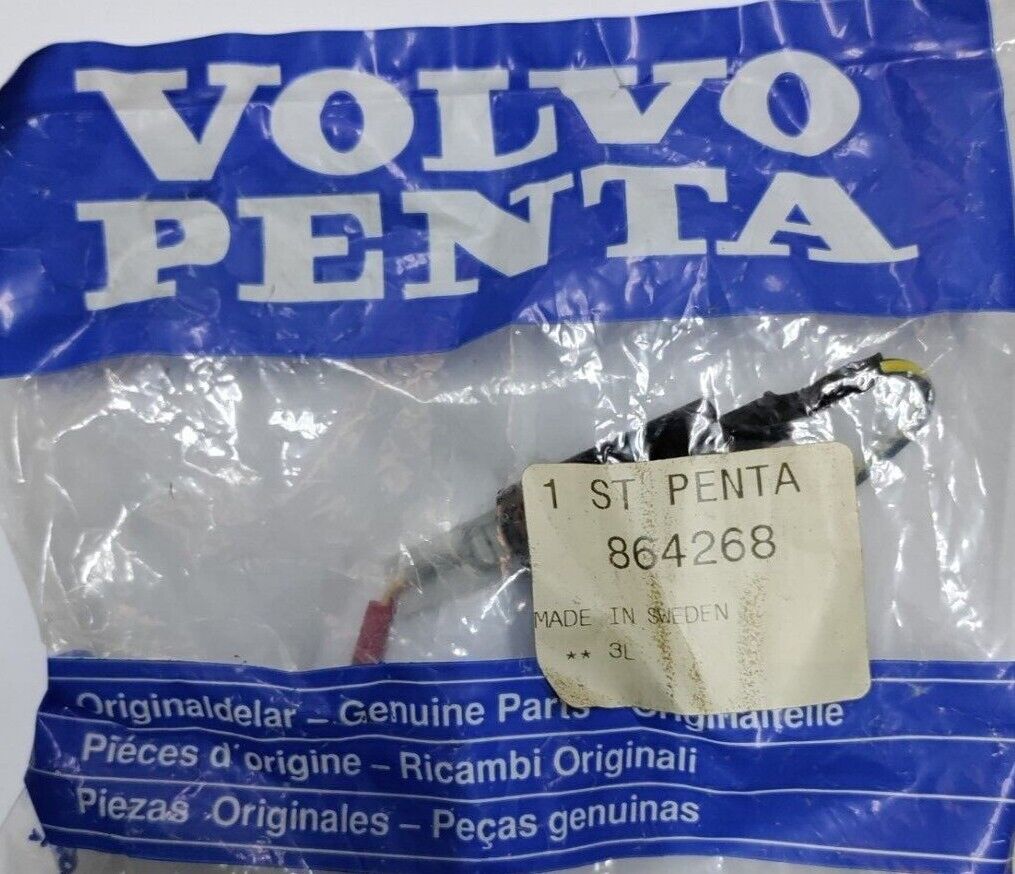 VOLVO
PENTA
1 ST PENTA
864268
MADE IN SWEDEN
** 3L
Originaldelar – Genuine Parts – Originalteile
Piéces d'origine – Ricambi Originali
Piezas Originales – Peças genuinas